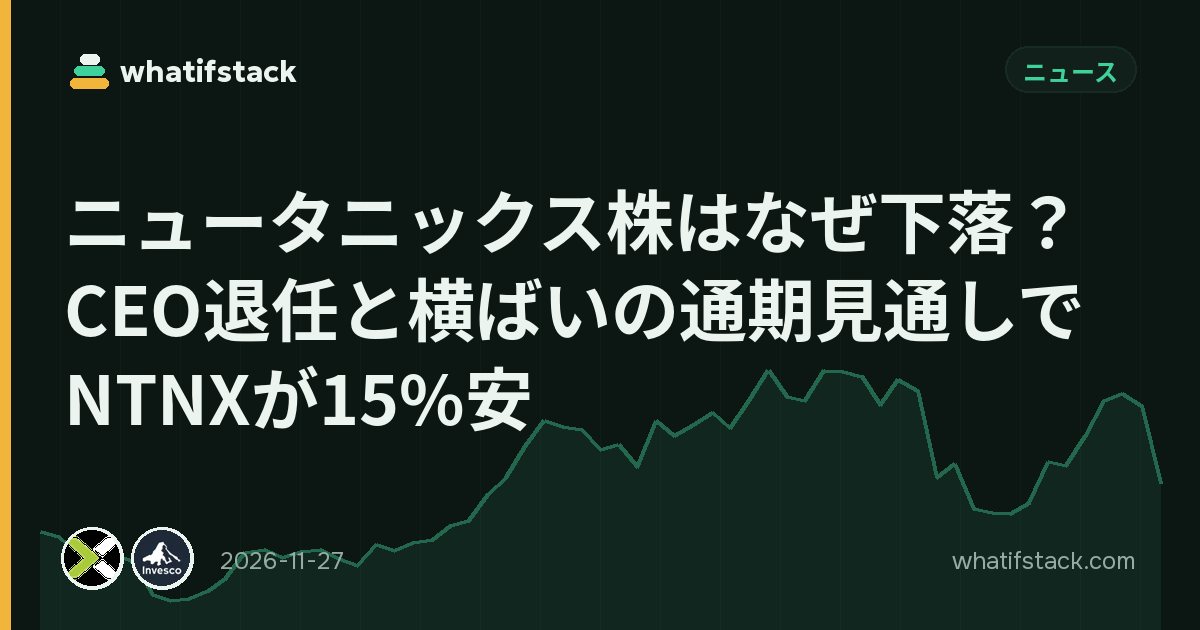 whatifstack
ニュース
ニュータニックス株はなぜ下落？
CEO退任と横ばいの通期見通しで
NTNXが15%安
Invesco
2026-11-27
whatifstack.com